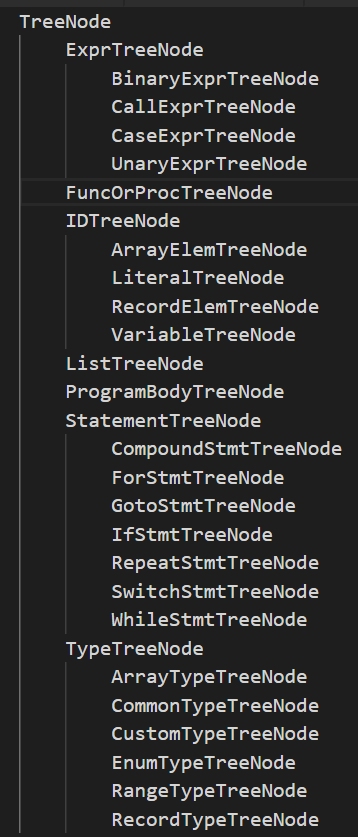 TreeNode
ExprTreeNode
BinaryExprTreeNode
CallExprTreeNode
CaseExprTreeNode
UnaryExprTreeNode
FuncOrProcTreeNode
IDTreeNode
ArrayElemTreeNode
LiteralTreeNode
RecordElemTreeNode
VariableTreeNode
ListTreeNode
ProgramBodyTreeNode
StatementTreeNode
CompoundStmtTreeNode
ForStmtTreeNode
GotoStmtTreeNode
IfStmtTreeNode
RepeatStmtTreeNode
SwitchStmtTreeNode
WhileStmtTreeNode
TypeTreeNode
ArrayTypeTreeNode
CommonTypeTreeNode
CustomTypeTreeNode
EnumTypeTreeNode
RangeTypeTreeNode
RecordTypeTreeNode